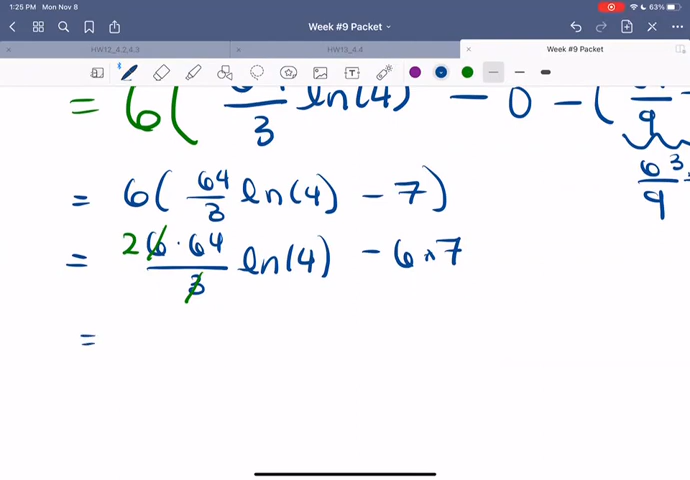 1:25 PM Mon Nov 8 63%
Week #9 Packet
HW12_4.2,4.3 HW13_4.4 Week #9 Packet
= 6( /3 ln(4) - 0 - ( /9
6³/9
= 6( 64/3 ln(4) - 7)
= 2 6 · 64/3 ln(4) - 6 × 7
=